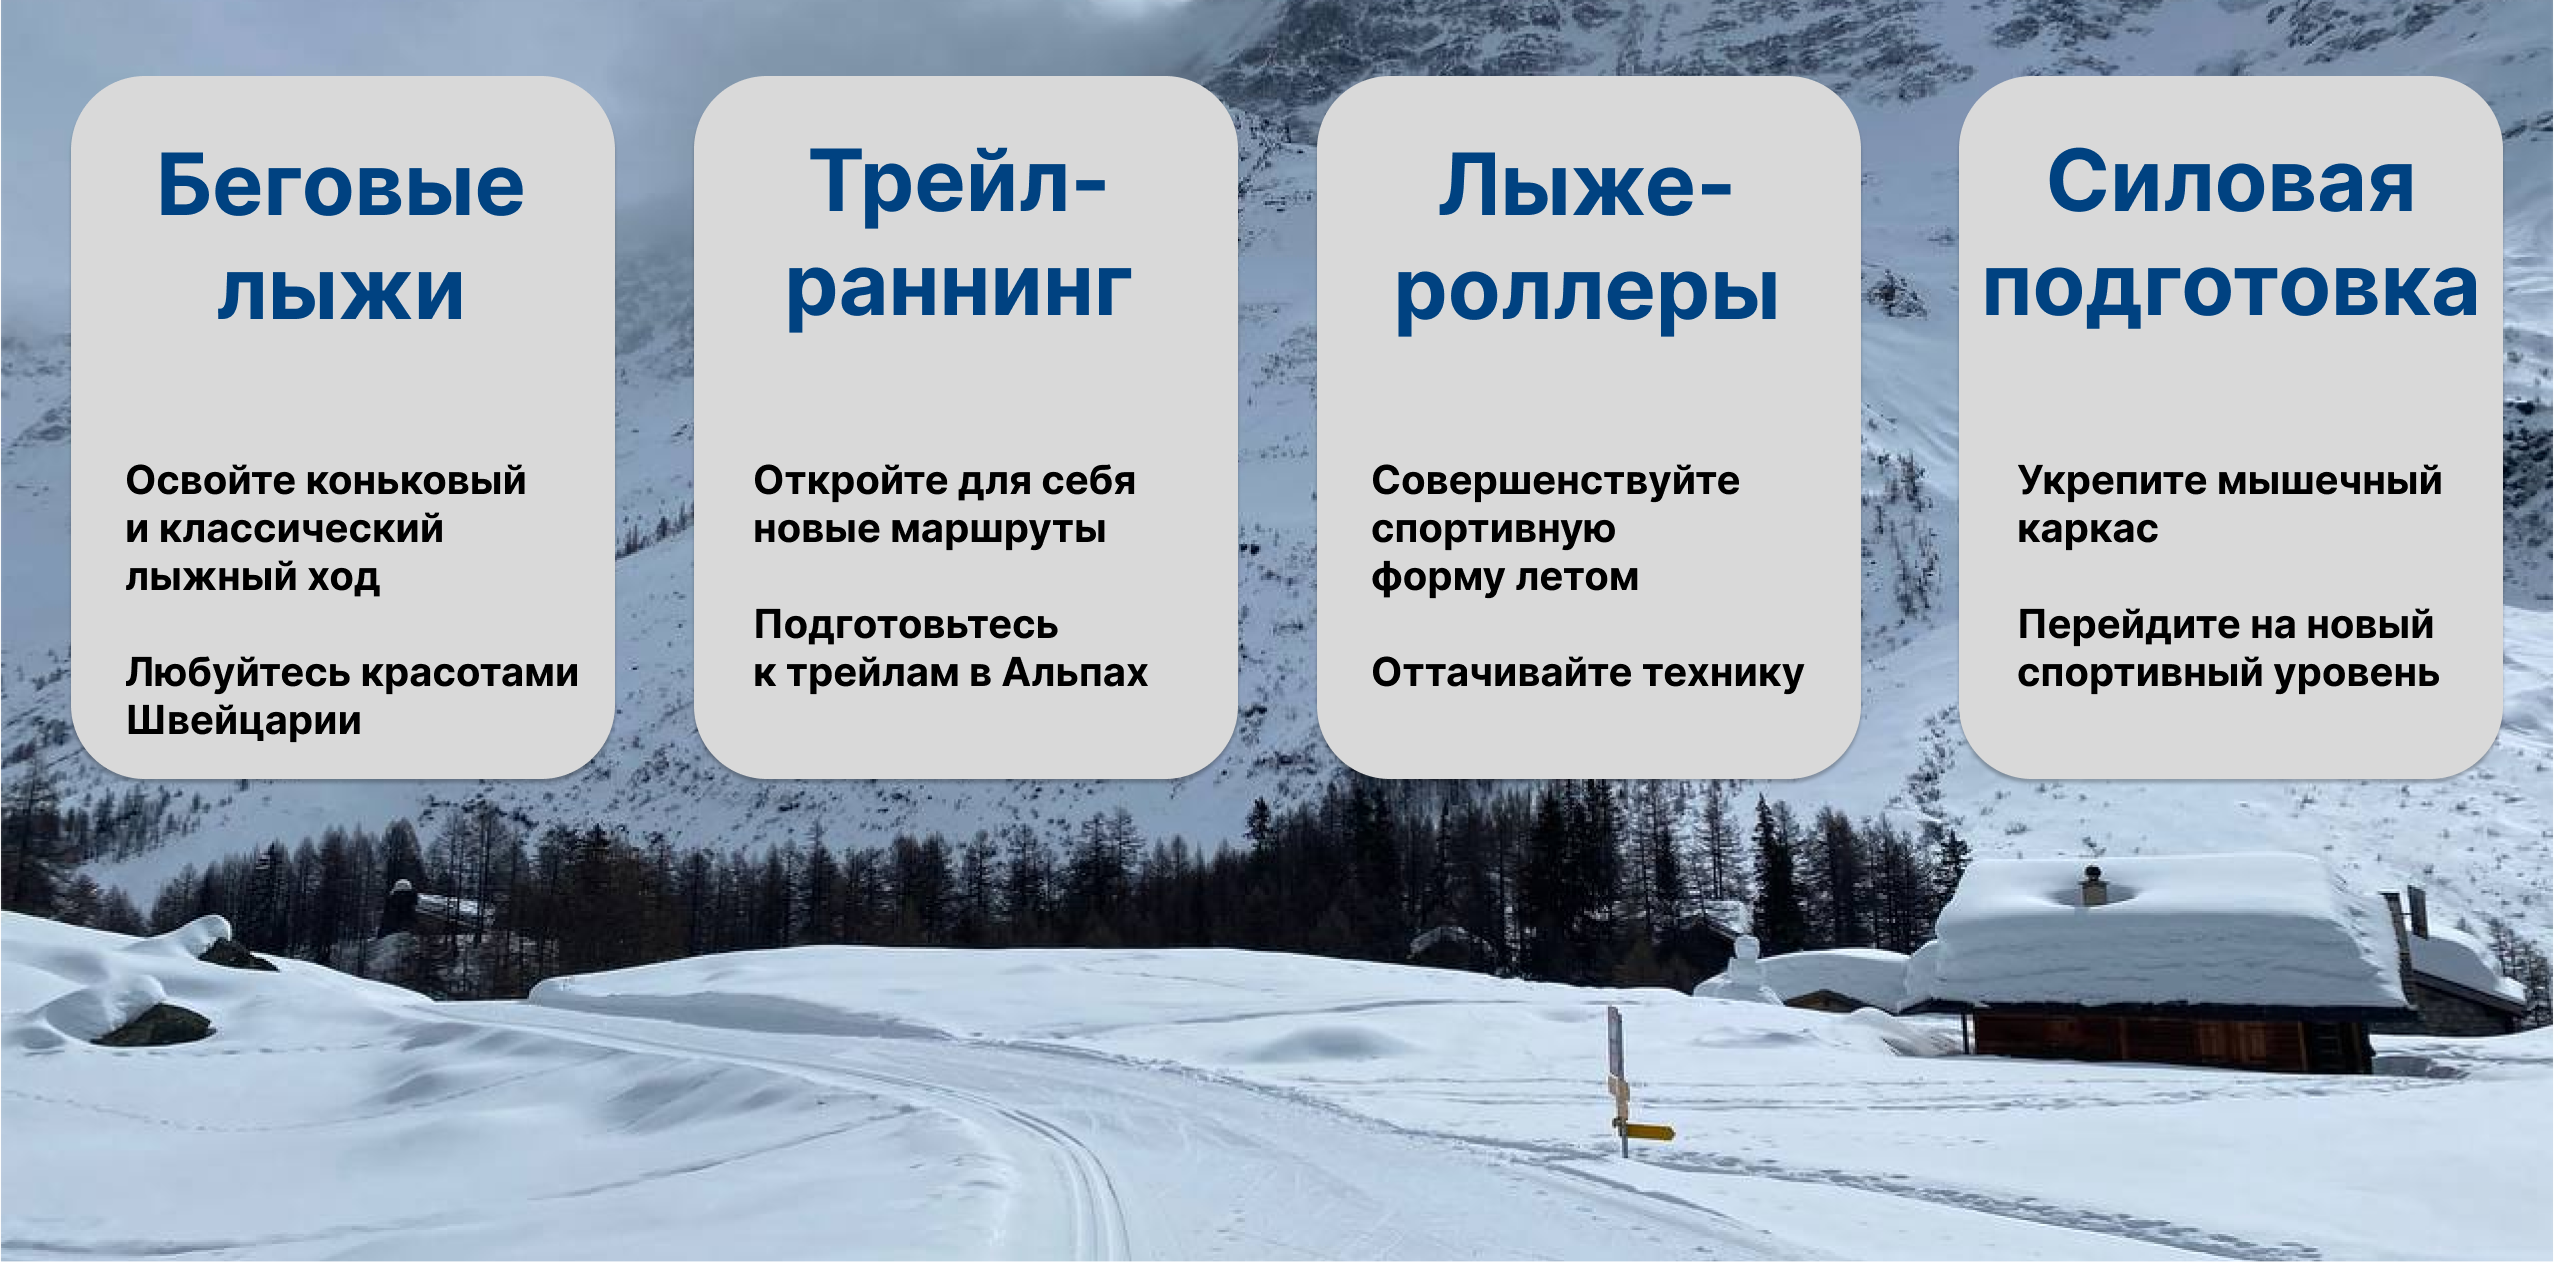 Беговые
лыжи
Освойте коньковый
и классический
лыжный ход
Любуйтесь красотами
Швейцарии
Трейл-
раннинг
Откройте для себя
новые маршруты
Подготовьтесь
к трейлам в Альпах
Лыже-
роллеры
Совершенствуйте
спортивную
форму летом
Оттачивайте технику
Силовая
подготовка
Укрепите мышечный
каркас
Перейдите на новый
спортивный уровень